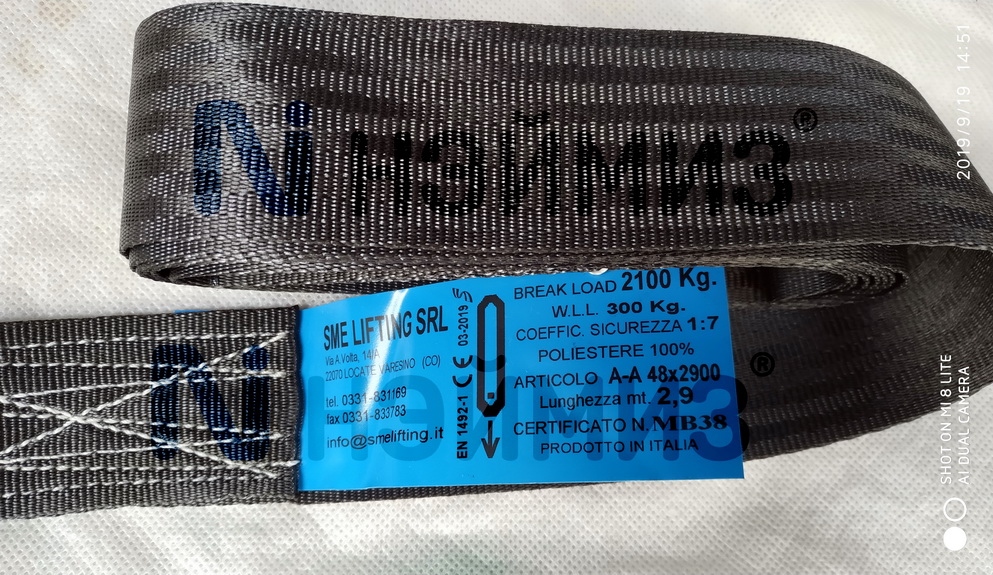 Ni НЭЙМИЗ®
SME LIFTING SRL
Via A.Volta, 14/A
22070 LOCATE VARESINO (CO)
tel. 0331-831169
fax 0331-833783
info@smelifting.it
EN 1492-1 CE 03-2019
BREAK LOAD 2100 Kg.
W.L.L. 300 Kg.
COEFFIC. SICUREZZA 1:7
POLIESTERE 100%
ARTICOLO A-A 48x2900
Lunghezza mt. 2,9
CERTIFICATO N. MB38
PRODOTTO IN ITALIA
Ni НЭЙМИЗ®
2019/9/19 14:51
SHOT ON MI 8 LITE
AI DUAL CAMERA